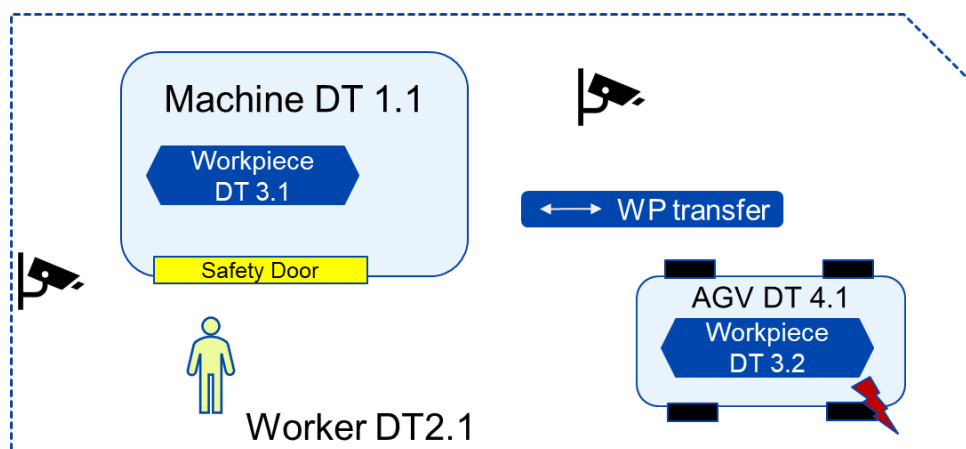 Machine DT 1.1
Workpiece
DT 3.1
WP transfer
Safety Door
AGV DT 4.1
Workpiece
DT 3.2
Worker DT2.1